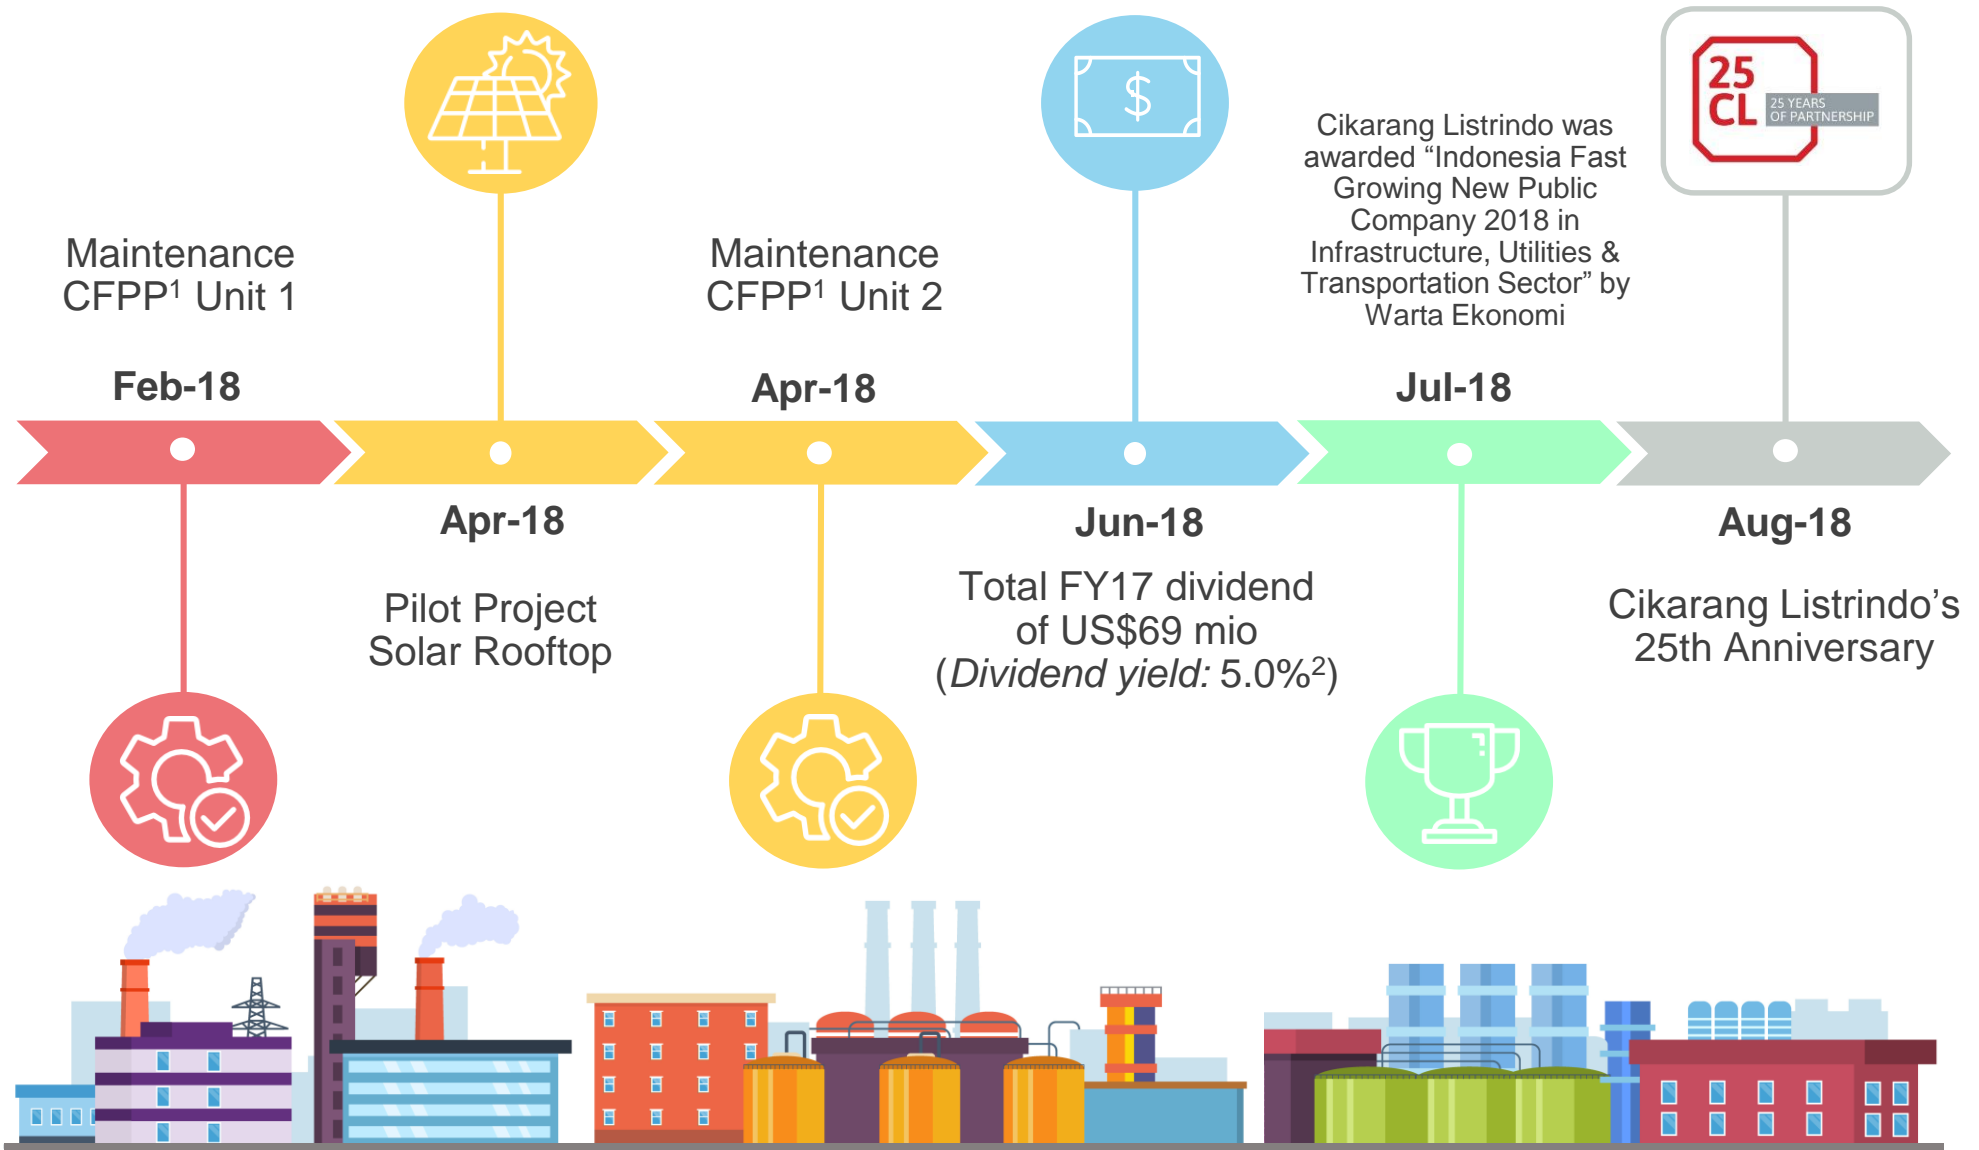 Maintenance
CFPP¹ Unit 1
Feb-18
Apr-18
Pilot Project
Solar Rooftop
Maintenance
CFPP¹ Unit 2
Apr-18
$
Jun-18
Total FY17 dividend
of US$69 mio
(Dividend yield: 5.0%²)
Cikarang Listrindo was
awarded “Indonesia Fast
Growing New Public
Company 2018 in
Infrastructure, Utilities &
Transportation Sector” by
Warta Ekonomi
Jul-18
25
CL
25 YEARS
OF PARTNERSHIP
Aug-18
Cikarang Listrindo’s
25th Anniversary